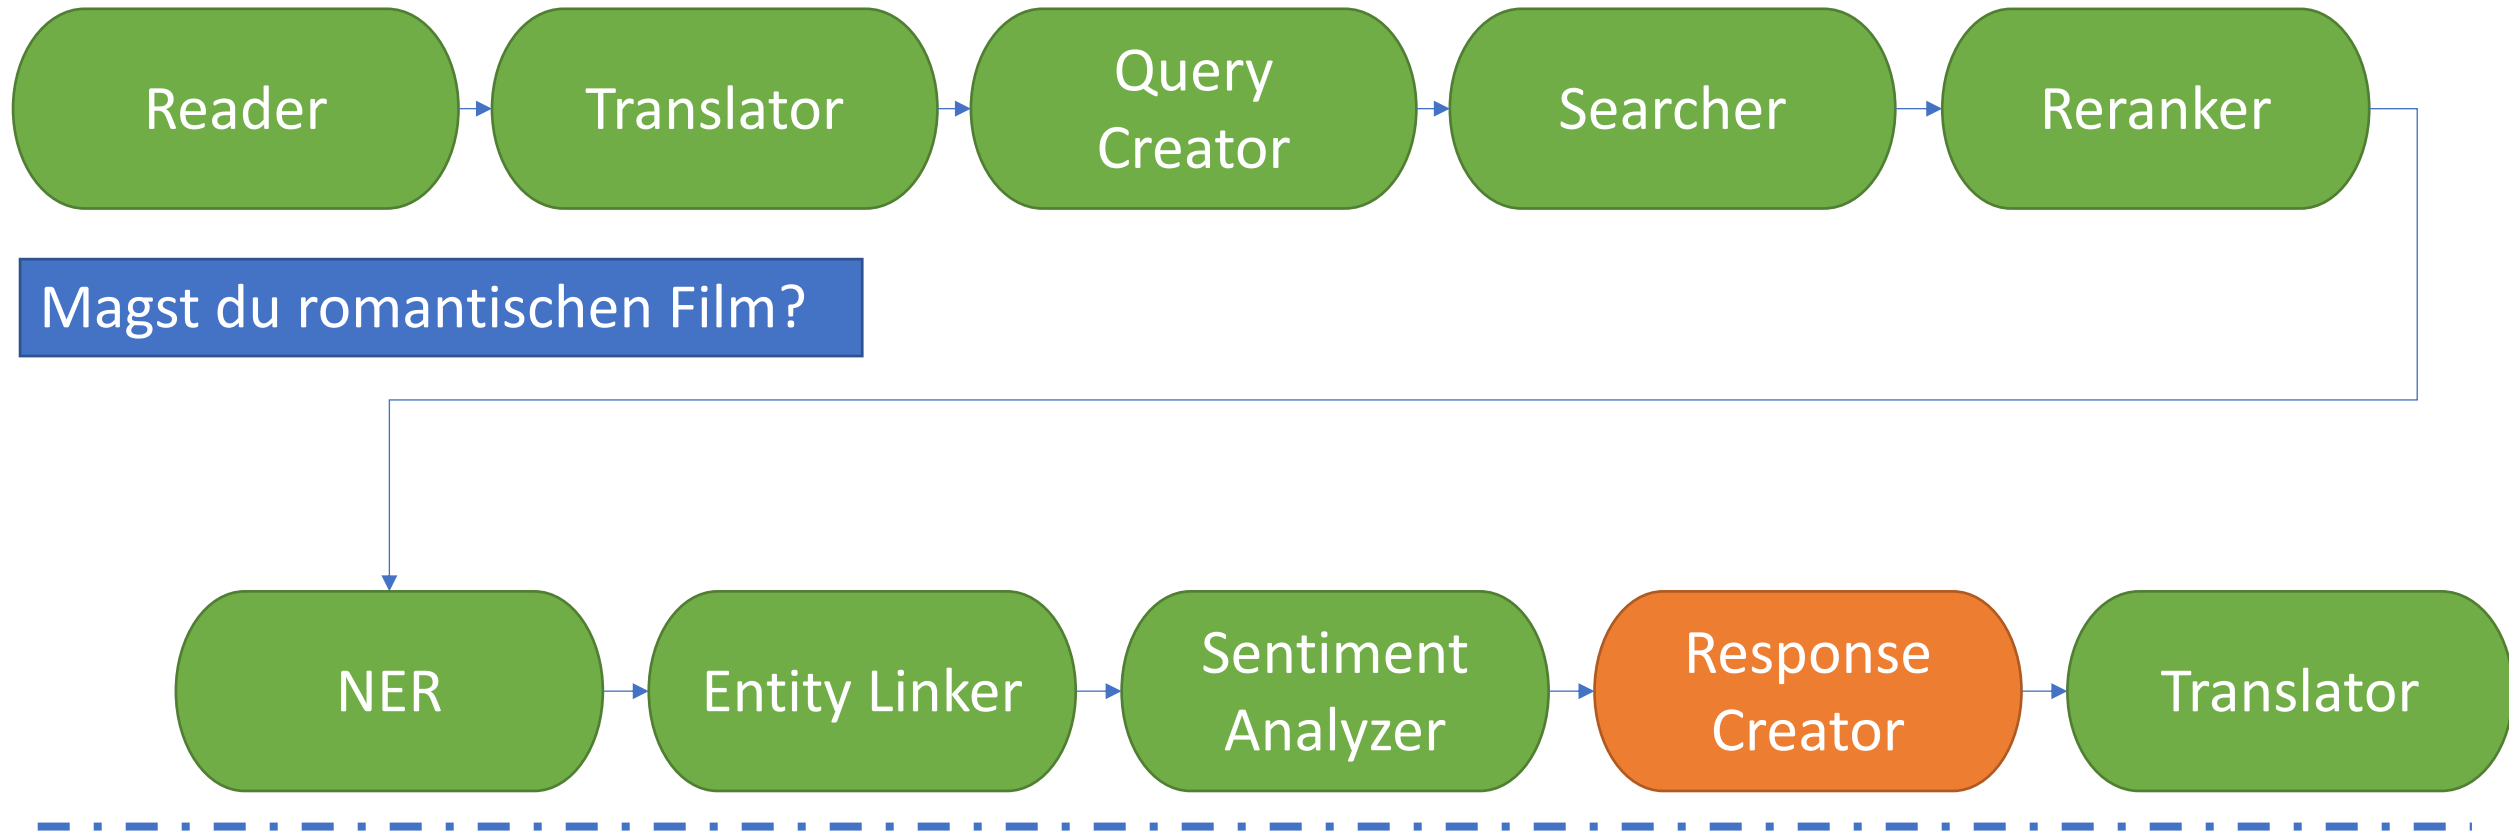 Reader
Translator
Query
Creator
Searcher
Reranker
Magst du romantischen Film?
NER
Entity Linker
Sentiment
Analyzer
Response
Creator
Translator